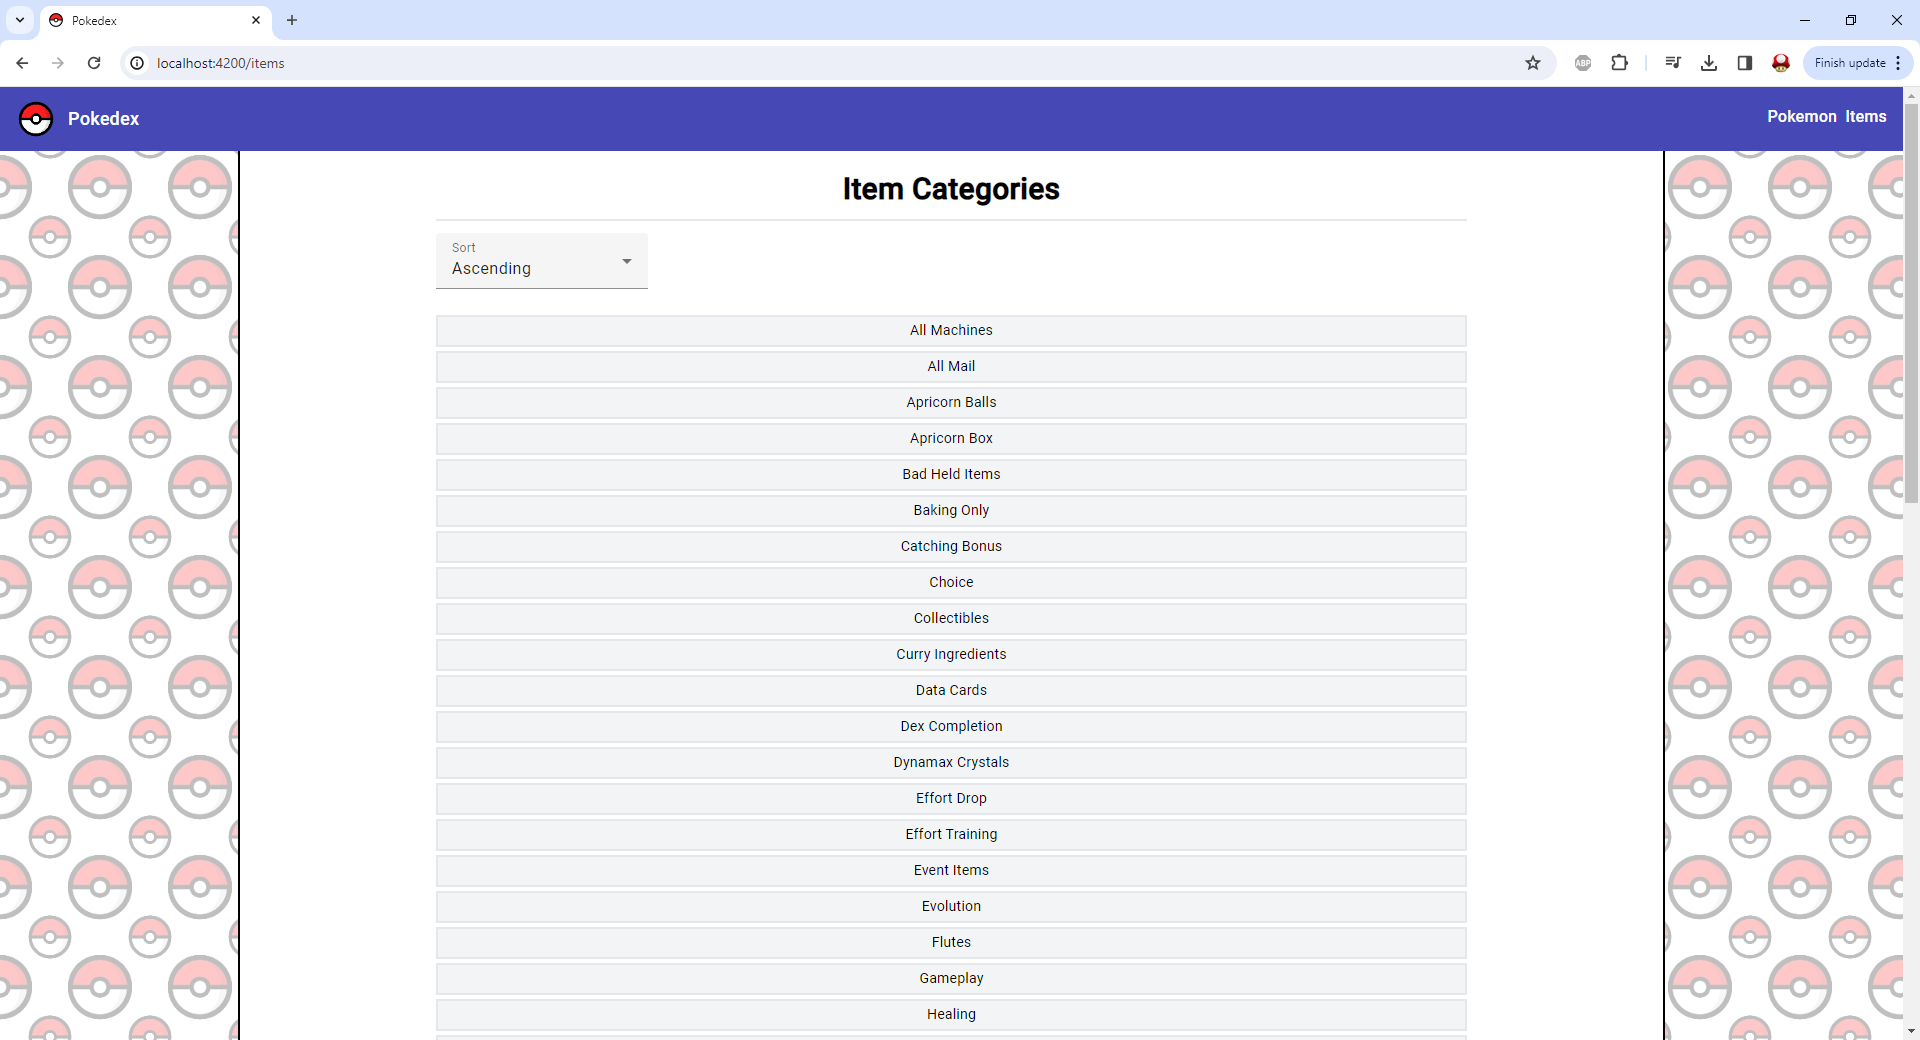 Pokedex
localhost:4200/items
ABP
Finish update
Pokedex
Pokemon Items
Item Categories
Sort
Ascending
All Machines
All Mail
Apricorn Balls
Apricorn Box
Bad Held Items
Baking Only
Catching Bonus
Choice
Collectibles
Curry Ingredients
Data Cards
Dex Completion
Dynamax Crystals
Effort Drop
Effort Training
Event Items
Evolution
Flutes
Gameplay
Healing